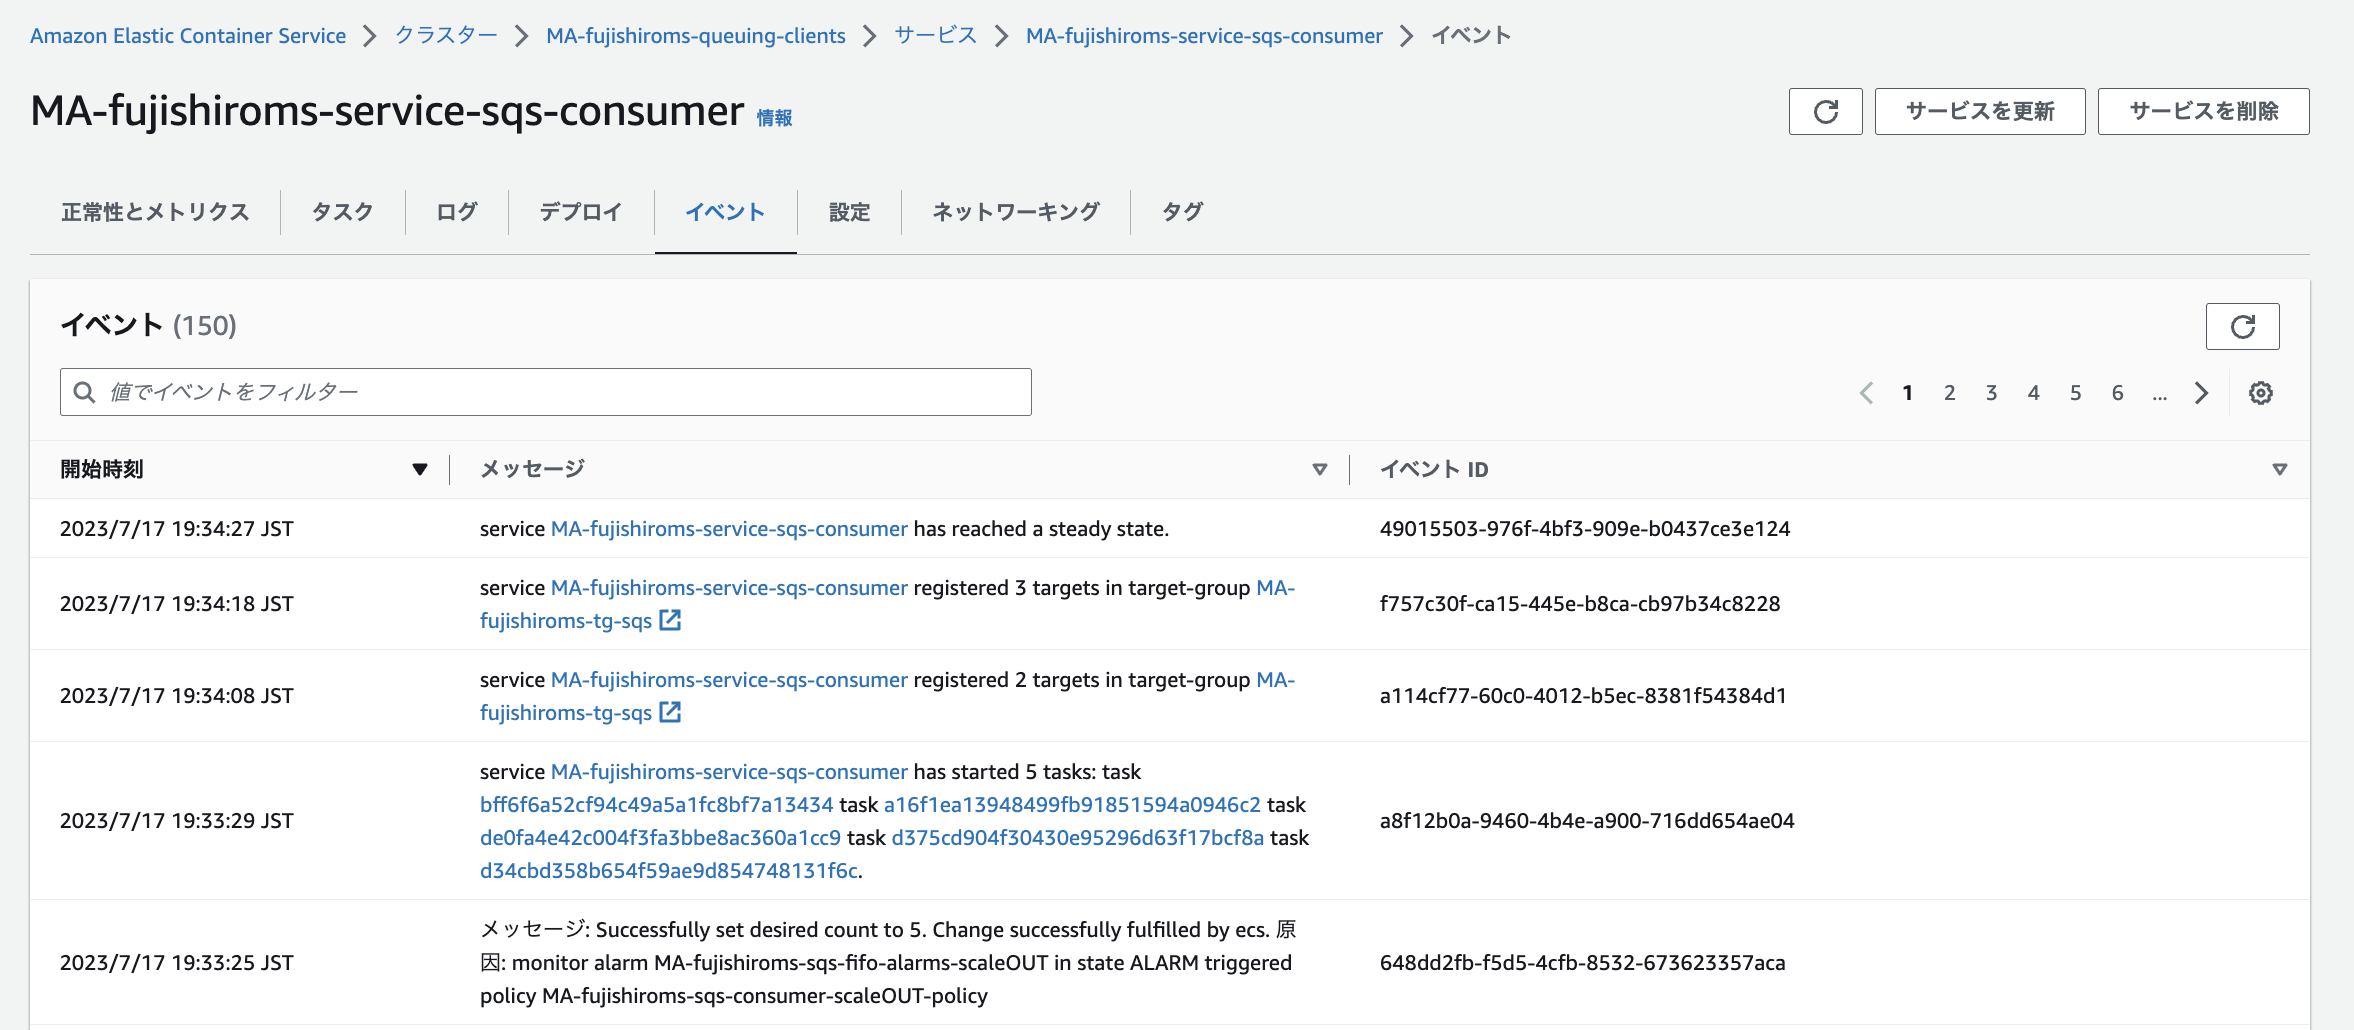 Amazon Elastic Container Service > クラスター > MA-fujishiroms-queuing-clients > サービス > MA-fujishiroms-service-sqs-consumer > イベント
MA-fujishiroms-service-sqs-consumer 情報
サービスを更新 サービスを削除
正常性とメトリクス タスク ログ デプロイ イベント 設定 ネットワーキング タグ
イベント (150)
値でイベントをフィルター
1 2 3 4 5 6 ...
開始時刻 メッセージ イベント ID
2023/7/17 19:34:27 JST
service MA-fujishiroms-service-sqs-consumer has reached a steady state.
49015503-976f-4bf3-909e-b0437ce3e124
2023/7/17 19:34:18 JST
service MA-fujishiroms-service-sqs-consumer registered 3 targets in target-group MA-
fujishiroms-tg-sqs
f757c30f-ca15-445e-b8ca-cb97b34c8228
2023/7/17 19:34:08 JST
service MA-fujishiroms-service-sqs-consumer registered 2 targets in target-group MA-
fujishiroms-tg-sqs
a114cf77-60c0-4012-b5ec-8381f54384d1
2023/7/17 19:33:29 JST
service MA-fujishiroms-service-sqs-consumer has started 5 tasks: task
bff6f6a52cf94c49a5a1fc8bf7a13434 task a16f1ea13948499fb91851594a0946c2 task
de0fa4e42c004f3fa3bbe8ac360a1cc9 task d375cd904f30430e95296d63f17bcf8a task
d34cbd358b654f59ae9d854748131f6c.
a8f12b0a-9460-4b4e-a900-716dd654ae04
2023/7/17 19:33:25 JST
メッセージ: Successfully set desired count to 5. Change successfully fulfilled by ecs. 原
因: monitor alarm MA-fujishiroms-sqs-fifo-alarms-scaleOUT in state ALARM triggered
policy MA-fujishiroms-sqs-consumer-scaleOUT-policy
648dd2fb-f5d5-4cfb-8532-673623357aca